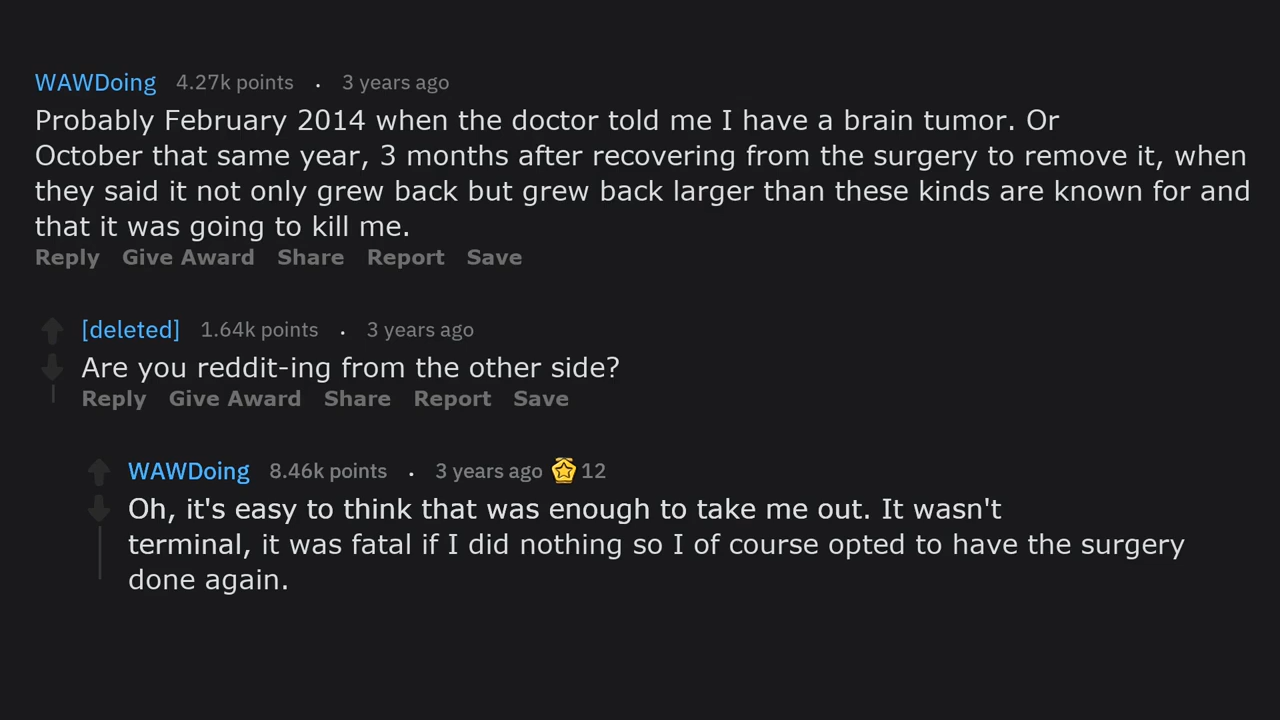 WAWDoing 4.27k points . 3 years ago
Probably February 2014 when the doctor told me I have a brain tumor. Or
October that same year, 3 months after recovering from the surgery to remove it, when
they said it not only grew back but grew back larger than these kinds are known for and
that it was going to kill me.
Reply Give Award Share Report Save
[deleted] 1.64k points . 3 years ago
Are you reddit-ing from the other side?
Reply Give Award Share Report Save
WAWDoing 8.46k points . 3 years ago 12
Oh, it's easy to think that was enough to take me out. It wasn't
terminal, it was fatal if I did nothing so I of course opted to have the surgery
done again.